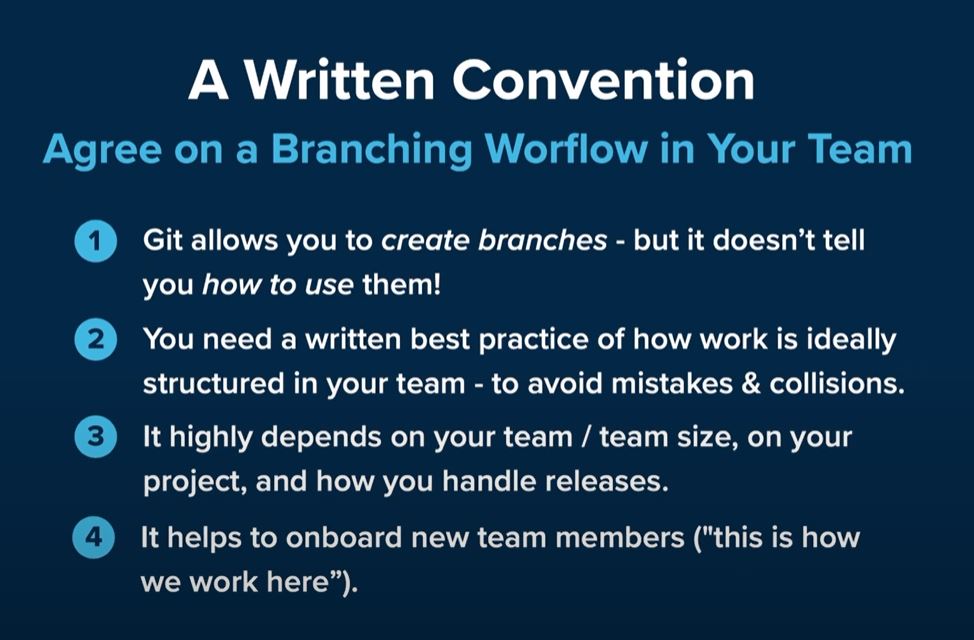 A Written Convention
Agree on a Branching Worflow in Your Team
1 Git allows you to create branches - but it doesn’t tell
you how to use them!
2 You need a written best practice of how work is ideally
structured in your team - to avoid mistakes & collisions.
3 It highly depends on your team / team size, on your
project, and how you handle releases.
4 It helps to onboard new team members ("this is how
we work here”).